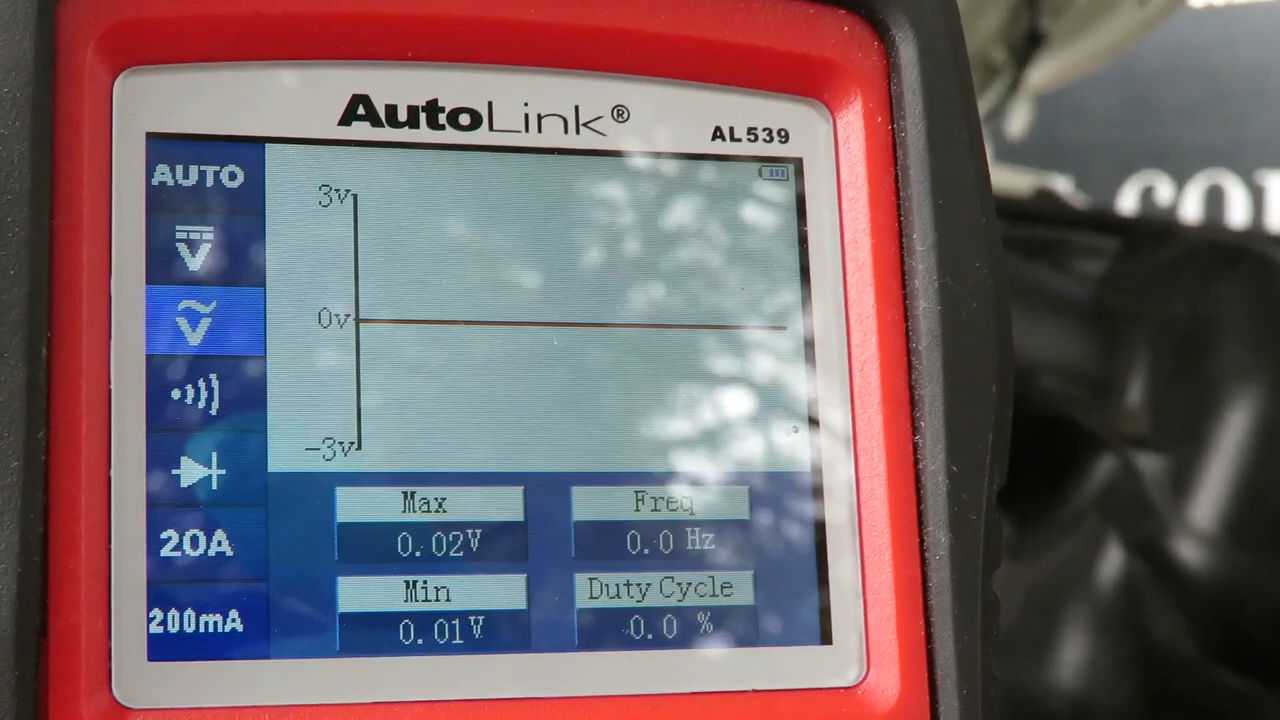 AutoLink®
AL539
AUTO
V
V
20A
200mA
3v
0v
-3v
Max
0.02V
Freq
0.0 Hz
Min
0.01V
Duty Cycle
0.0 %